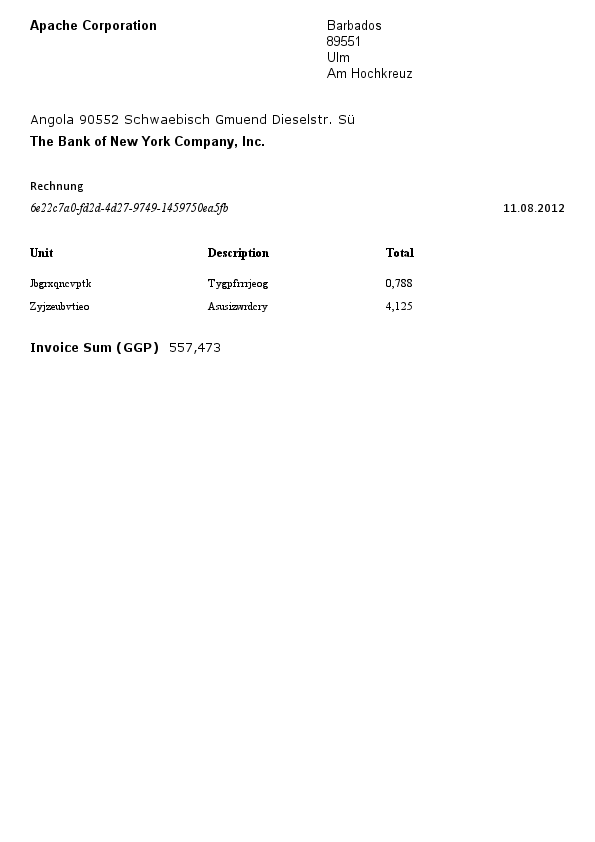 Apache Corporation
Barbados
89551
Ulm
Am Hochkreuz
Angola 90552 Schwaebisch Gmuend Dieselstr. Sü
The Bank of New York Company, Inc.
Rechnung
6e22c7a0-fd2d-4d27-9749-1459750ea5fb 11.08.2012
Unit Description Total
Jbgrxqncvptk Tygpfrrrjeog 0,788
Zyjzeubvtieo Asusizwrdcry 4,125
Invoice Sum (GGP) 557,473